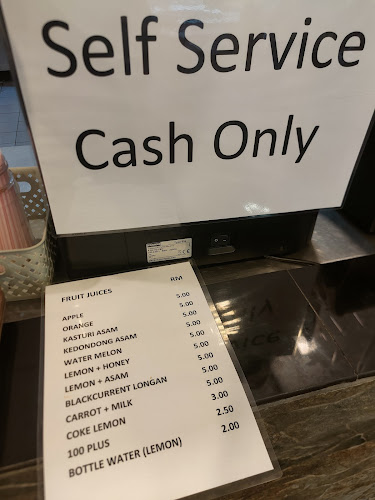 Self Service
Cash Only
FRUIT JUICES RM
APPLE 5.00
ORANGE 5.00
KASTURI ASAM 5.00
KEDONDONG ASAM 5.00
WATER MELON 5.00
LEMON + HONEY 5.00
LEMON + ASAM 5.00
BLACKCURRENT LONGAN 5.00
CARROT + MILK 5.00
COKE LEMON 3.00
100 PLUS 2.50
BOTTLE WATER (LEMON) 2.00